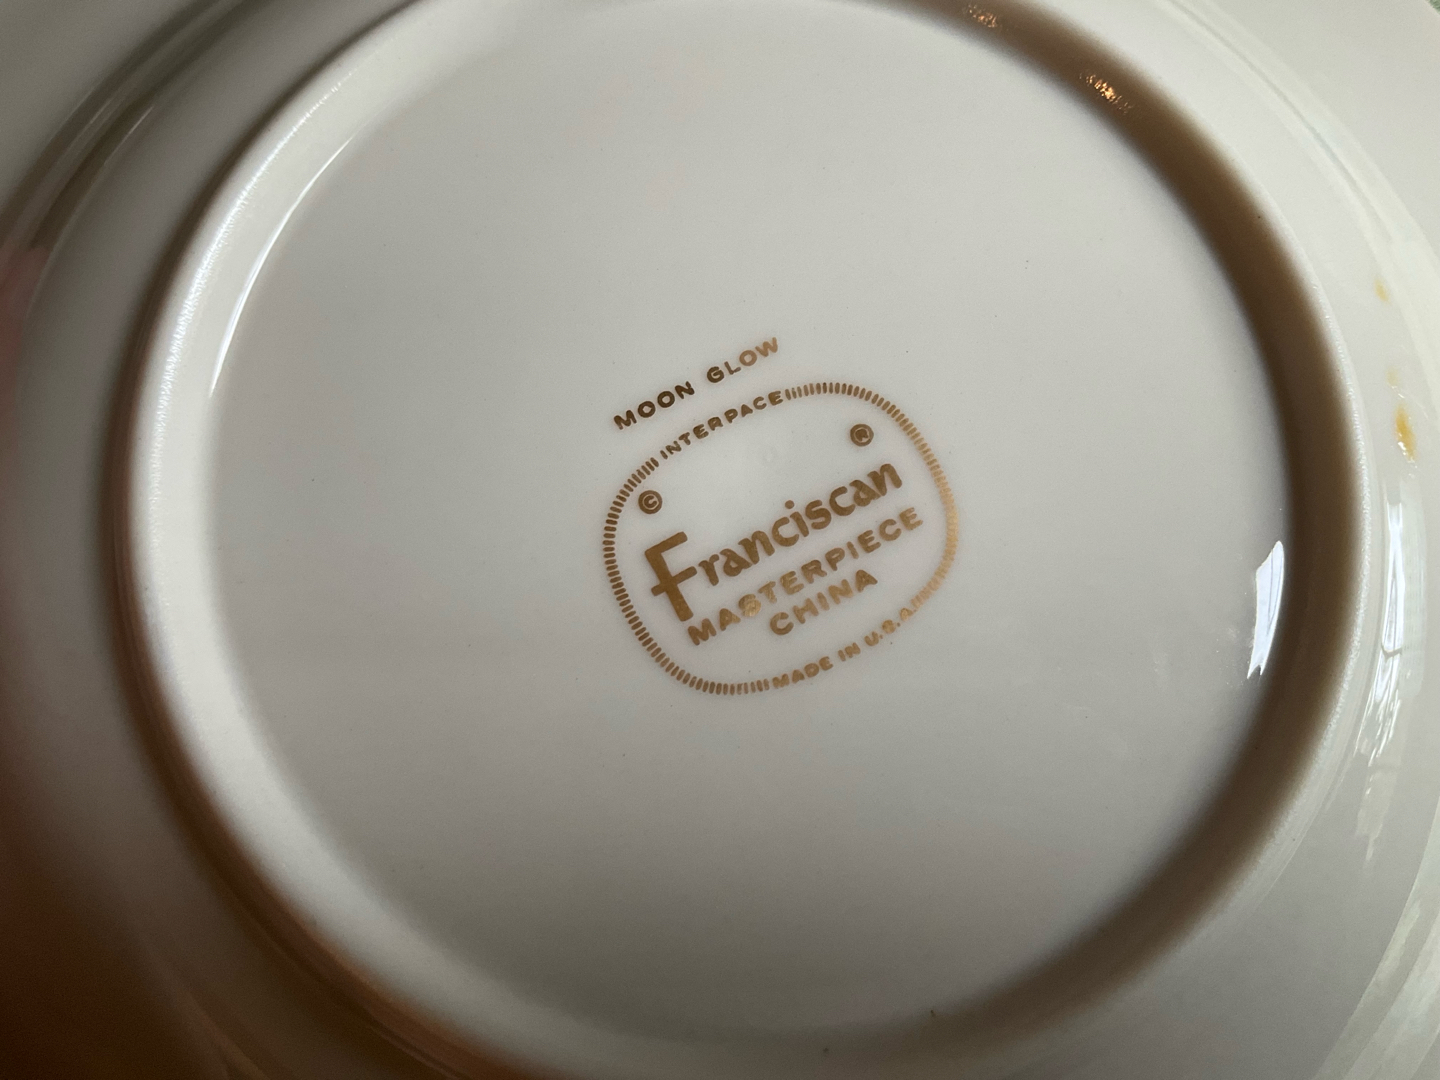 MOON GLOW
INTERPACE
© ®
Franciscan
MASTERPIECE
CHINA
MADE IN U.S.A.